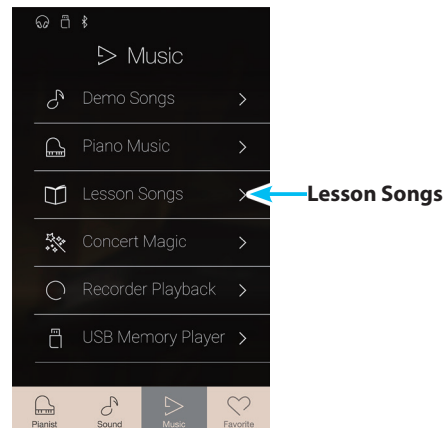 Music
Demo Songs
Piano Music
Lesson Songs
Lesson Songs
Concert Magic
Recorder Playback
USB Memory Player
Pianist Sound Music Favorite